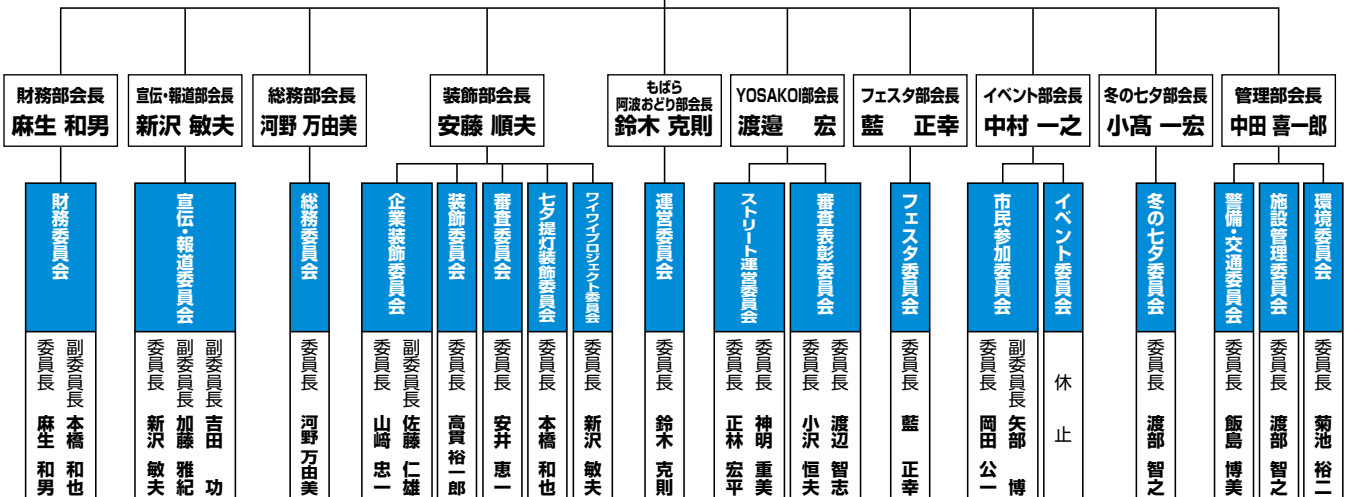 財務部会長
麻生 和男
宣伝・報道部会長
新沢 敏夫
総務部会長
河野 万由美
装飾部会長
安藤 順夫
もばら
阿波おどり部会長
鈴木 克則
YOSAKOI部会長
渡邉 宏
フェスタ部会長
藍 正幸
イベント部会長
中村 一之
冬の七夕部会長
小髙 一宏
管理部会長
中田 喜一郎
財務委員会
委員長 麻生 和男
副委員長 本橋 和也
宣伝・報道委員会
委員長 新沢 敏夫
副委員長 加藤 雅紀
副委員長 吉田 功
総務委員会
委員長 河野 万由美
企業装飾委員会
委員長 山﨑 忠一
副委員長 佐藤 仁雄
装飾委員会
委員長 高貫 裕一郎
審査委員会
委員長 安井 恵一
七夕提灯装飾委員会
委員長 本橋 和也
ワイワイプロジェクト委員会
委員長 新沢 敏夫
運営委員会
委員長 鈴木 克則
ストリート運営委員会
委員長 正林 宏平
委員長 神明 重美
審査表彰委員会
委員長 小沢 恒夫
委員長 渡辺 智志
フェスタ委員会
委員長 藍 正幸
市民参加委員会
委員長 岡田 公一
副委員長 矢部 博
イベント委員会
休止
冬の七夕委員会
委員長 渡部 智之
警備・交通委員会
委員長 飯島 博美
施設管理委員会
委員長 渡部 智之
環境委員会
委員長 菊池 裕二